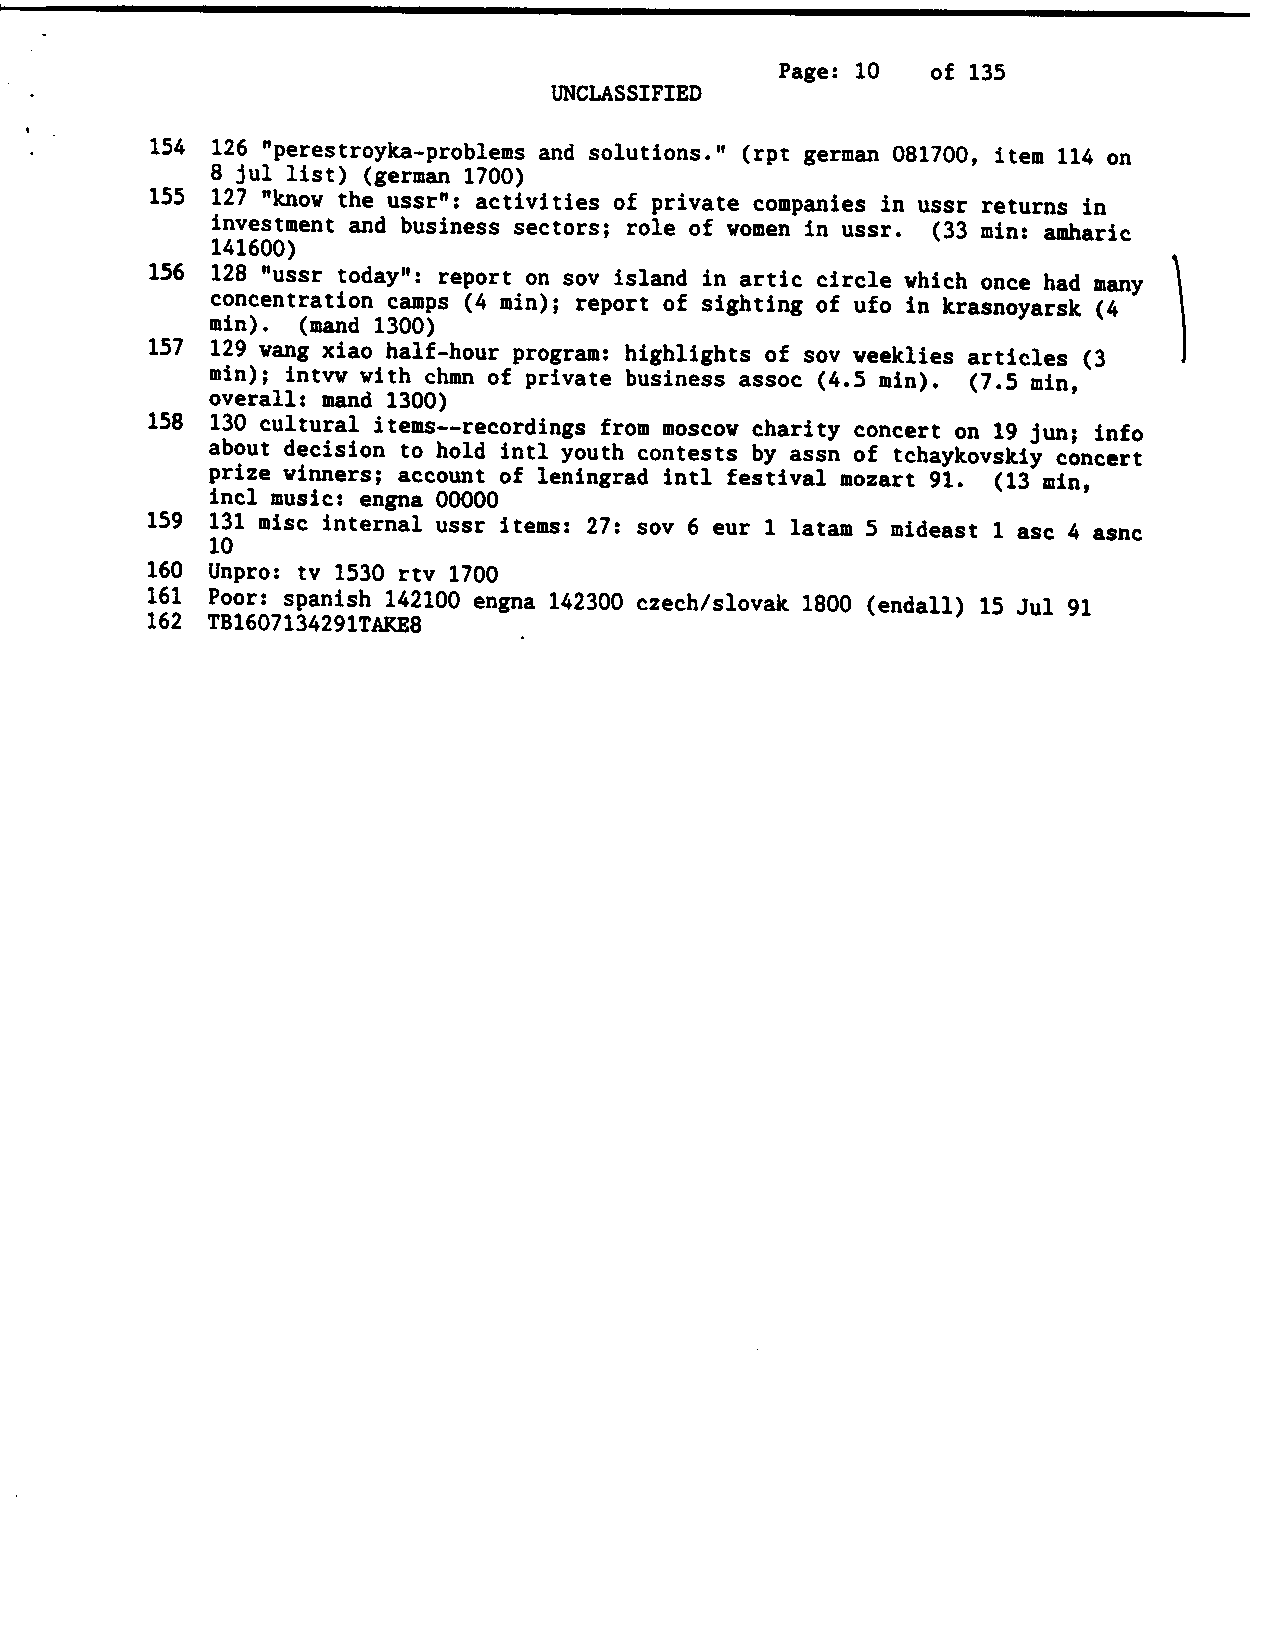 Page: 10 of 135
UNCLASSIFIED
154 126 "perestroyka-problems and solutions." (rpt german 081700, item 114 on
8 jul list) (german 1700)
155 127 "know the ussr": activities of private companies in ussr returns in
investment and business sectors; role of women in ussr. (33 min: amharic
141600)
156 128 "ussr today": report on sov island in artic circle which once had many
concentration camps (4 min); report of sighting of ufo in krasnoyarsk (4
min). (mand 1300)
157 129 wang xiao half-hour program: highlights of sov weeklies articles (3
min); intvw with chmn of private business assoc (4.5 min). (7.5 min,
overall: mand 1300)
158 130 cultural items--recordings from moscow charity concert on 19 jun; info
about decision to hold intl youth contests by assn of tchaykovskiy concert
prize winners; account of leningrad intl festival mozart 91. (13 min,
incl music: engna 00000
159 131 misc internal ussr items: 27: sov 6 eur 1 latam 5 mideast 1 asc 4 asnc
10
160 Unpro: tv 1530 rtv 1700
161 Poor: spanish 142100 engna 142300 czech/slovak 1800 (endall) 15 Jul 91
162 TB1607134291TAKE8